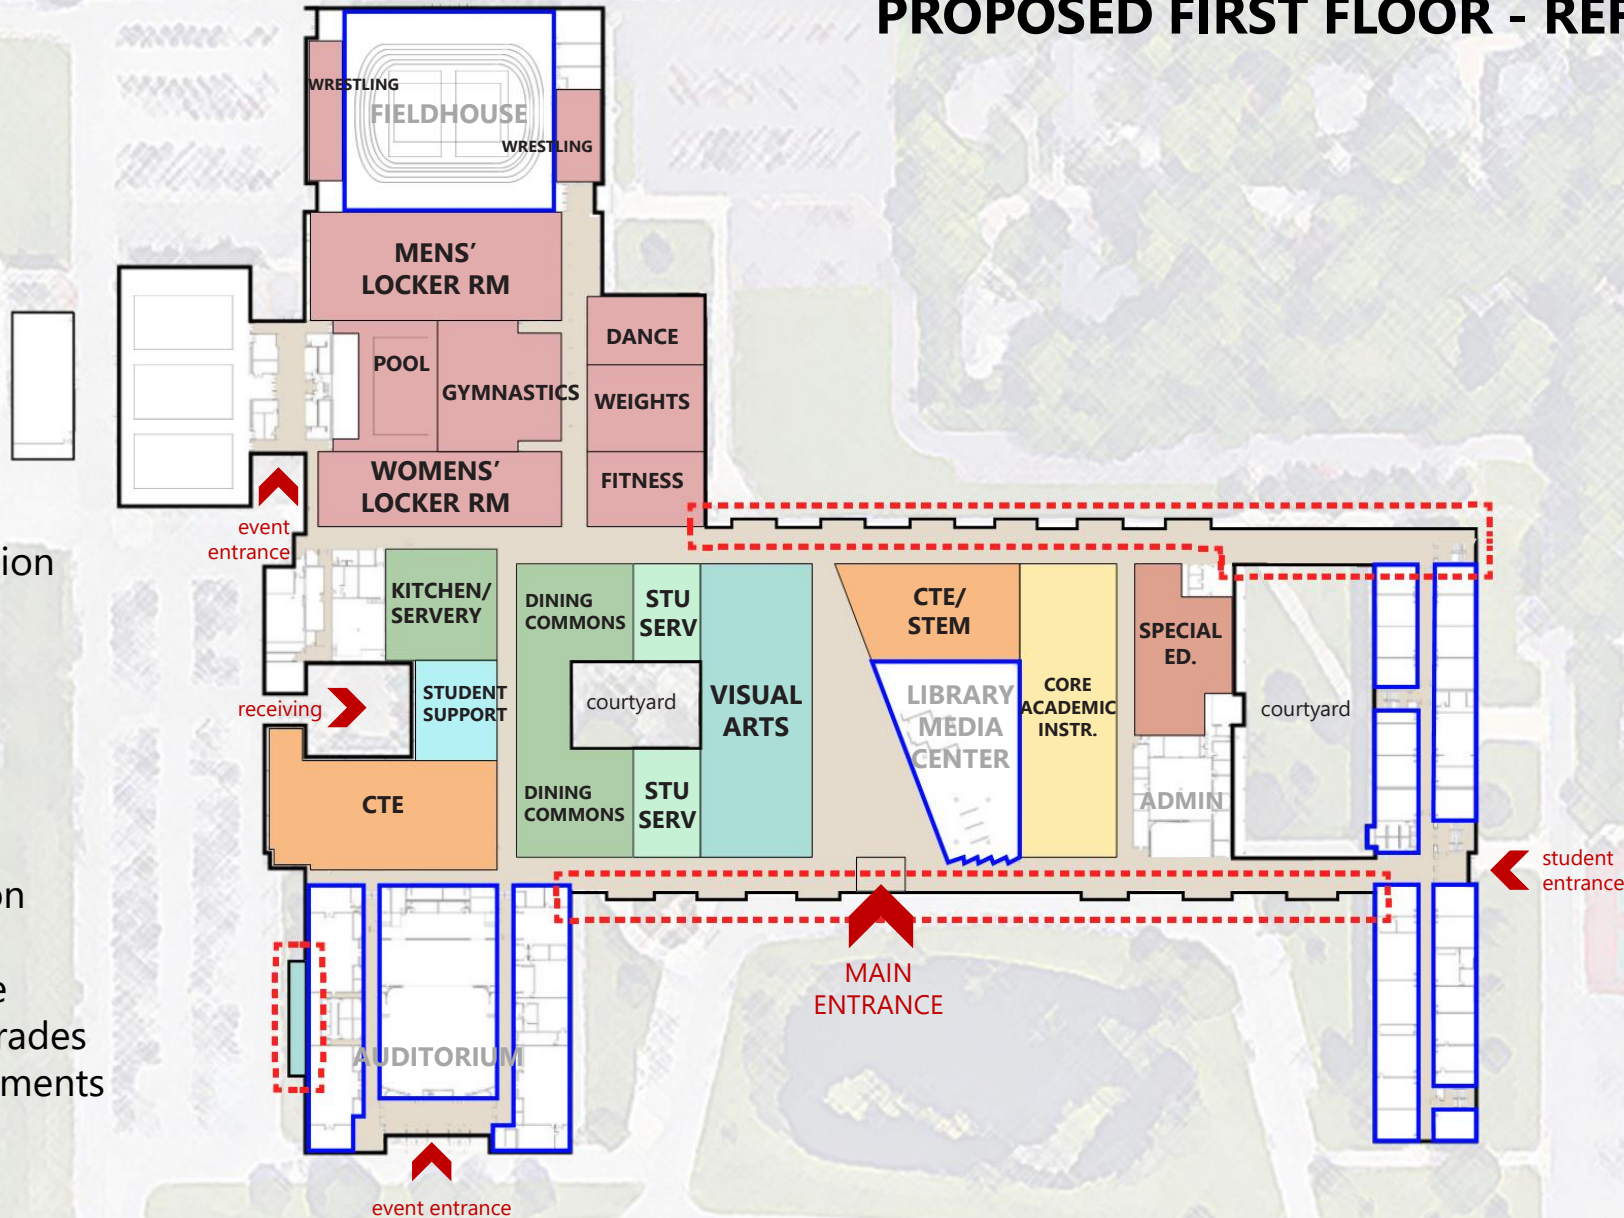 PROPOSED FIRST FLOOR - REF
WRESTLING
FIELDHOUSE
WRESTLING
MENS’
LOCKER RM
POOL
GYMNASTICS
DANCE
WEIGHTS
FITNESS
WOMENS’
LOCKER RM
event
entrance
ion
KITCHEN/
SERVERY
DINING
COMMONS
STU
SERV
CTE/
STEM
SPECIAL
ED.
receiving
STUDENT
SUPPORT
courtyard
VISUAL
ARTS
LIBRARY
MEDIA
CENTER
CORE
ACADEMIC
INSTR.
courtyard
CTE
DINING
COMMONS
STU
SERV
ADMIN
student
entrance
on
MAIN
ENTRANCE
e
rades
ments
AUDITORIUM
event entrance